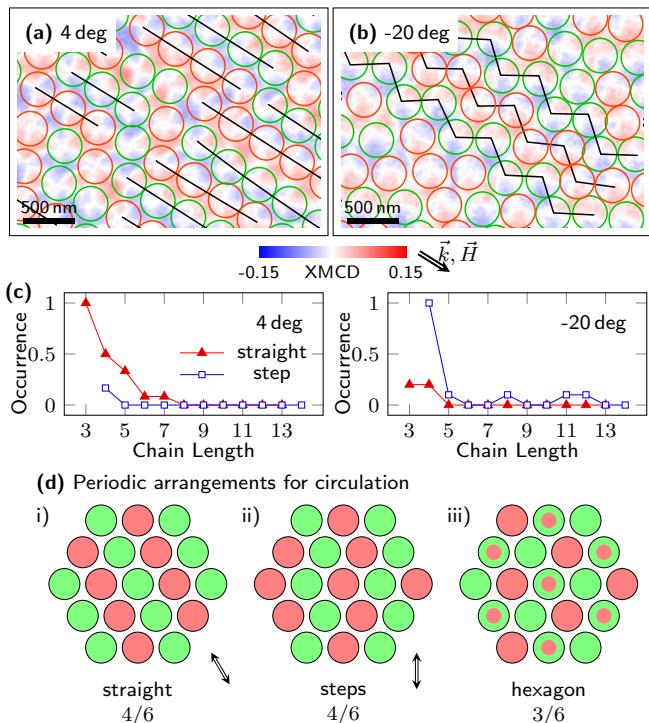 (a) 4 deg
500 nm
(b) -20 deg
500 nm
-0.15 XMCD 0.15
k⃗, H⃗
(c)
Occurrence
1
0.5
0
3 5 7 9 11 13
Chain Length
4 deg
straight
step
Occurrence
1
0.5
0
3 5 7 9 11 13
Chain Length
-20 deg
(d) Periodic arrangements for circulation
i)
straight
4/6
ii)
steps
4/6
iii)
hexagon
3/6